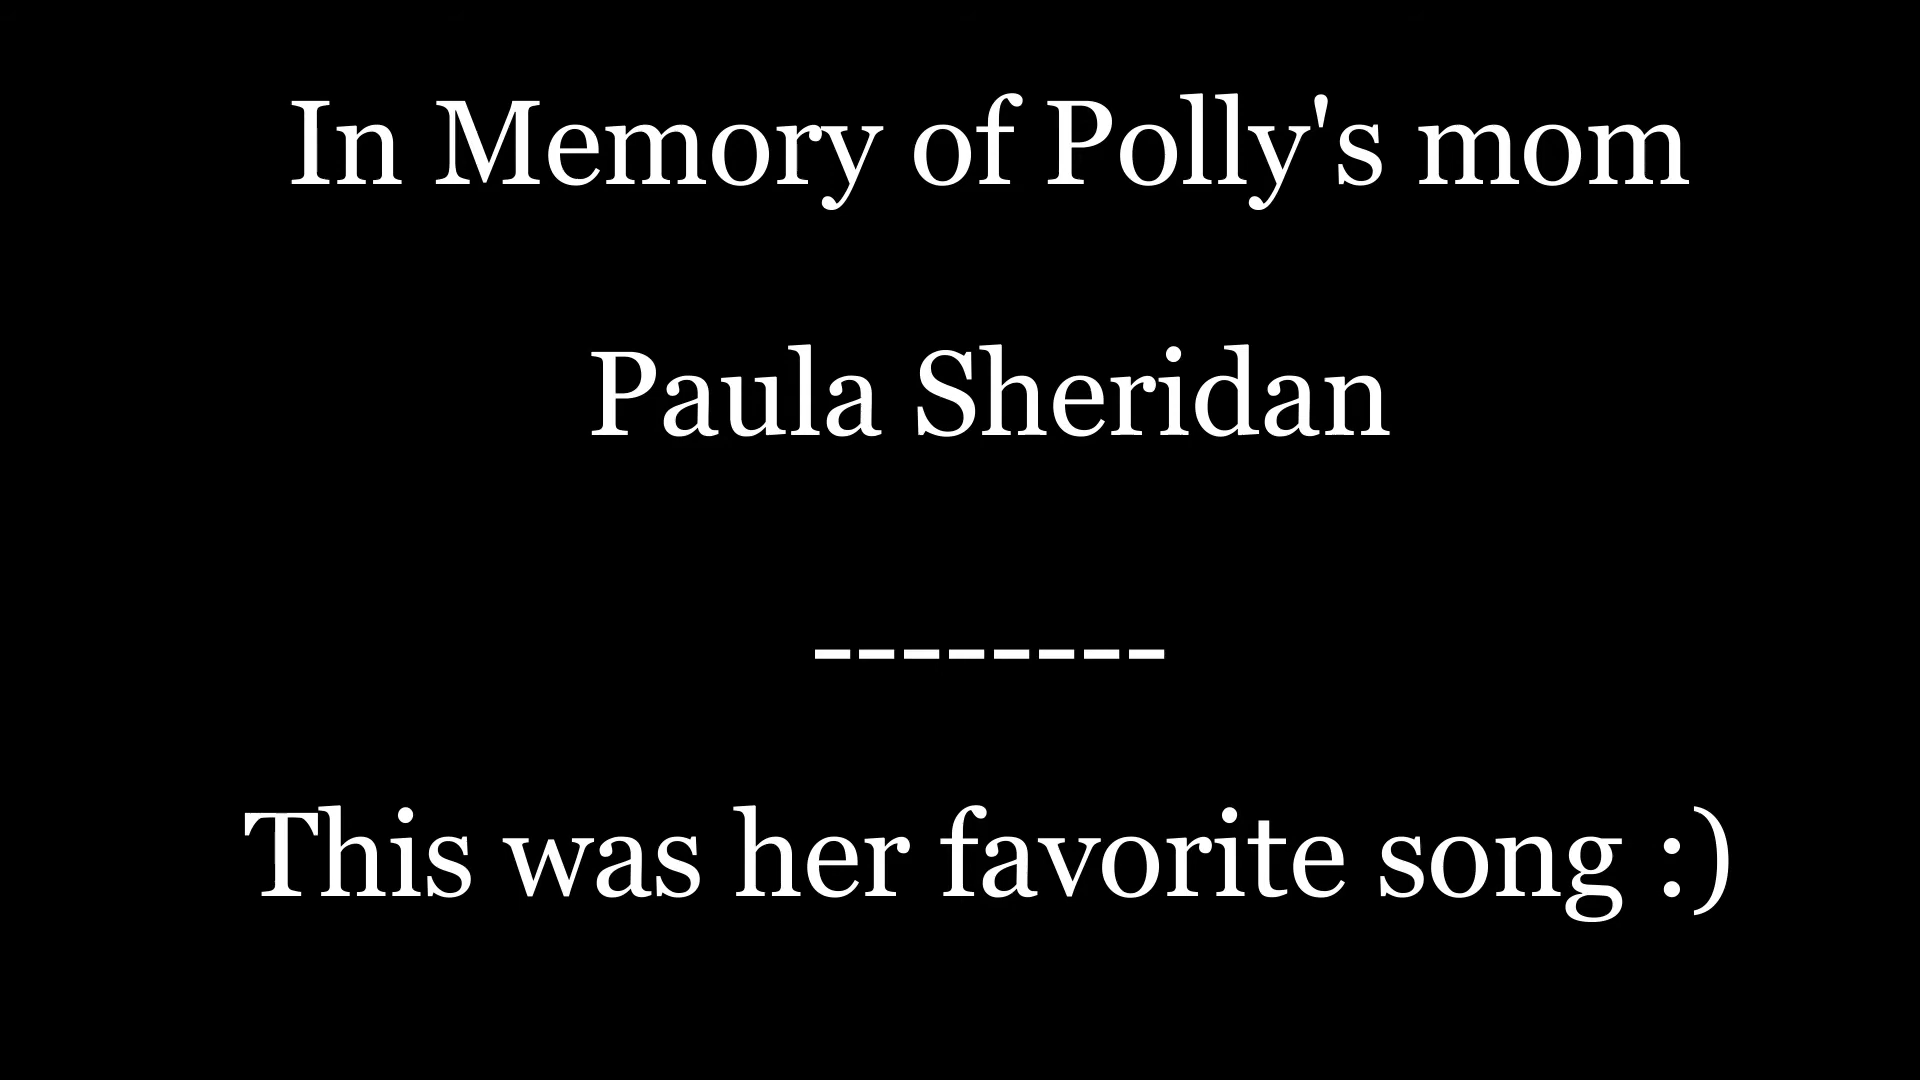 In Memory of Polly's mom
Paula Sheridan
--------
This was her favorite song :)